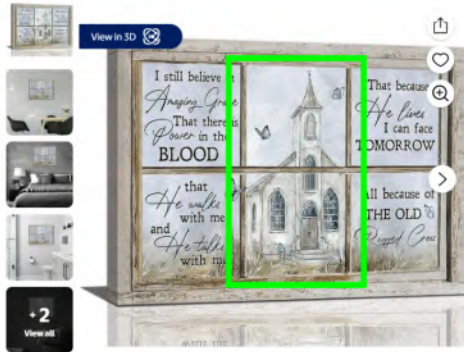 View in 3D
I still believe in
Amazing Grace
That there is
Power in the
BLOOD
That because
He lives
I can face
TOMORROW
that
He walks
with me
and
He talks
with me
All because of
THE OLD
Rugged Cross
+2
View all